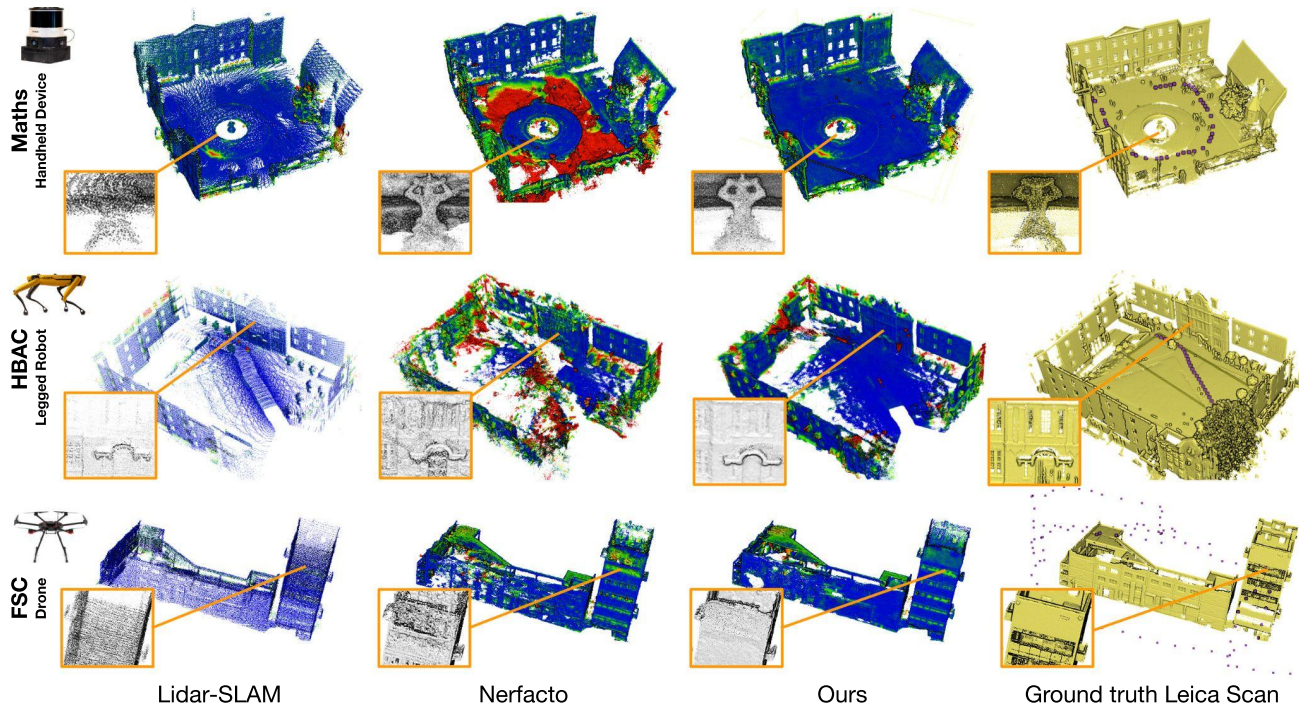 Maths
Handheld Device
HBAC
Legged Robot
FSC
Drone
Lidar-SLAM
Nerfacto
Ours
Ground truth Leica Scan